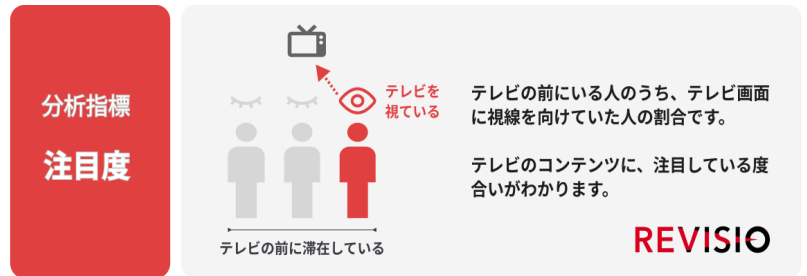 分析指標
注目度
テレビを
視ている
テレビの前に滞在している
テレビの前にいる人のうち、テレビ画面
に視線を向けていた人の割合です。
テレビのコンテンツに、注目している度
合いがわかります。
REVISIO